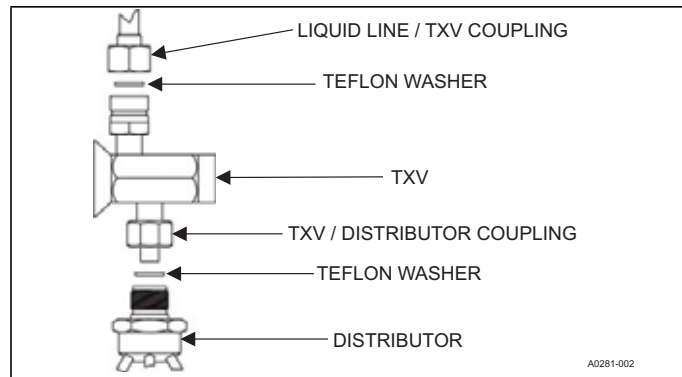 LIQUID LINE / TXV COUPLING
TEFLON WASHER
TXV
TXV / DISTRIBUTOR COUPLING
TEFLON WASHER
DISTRIBUTOR
A0281-002